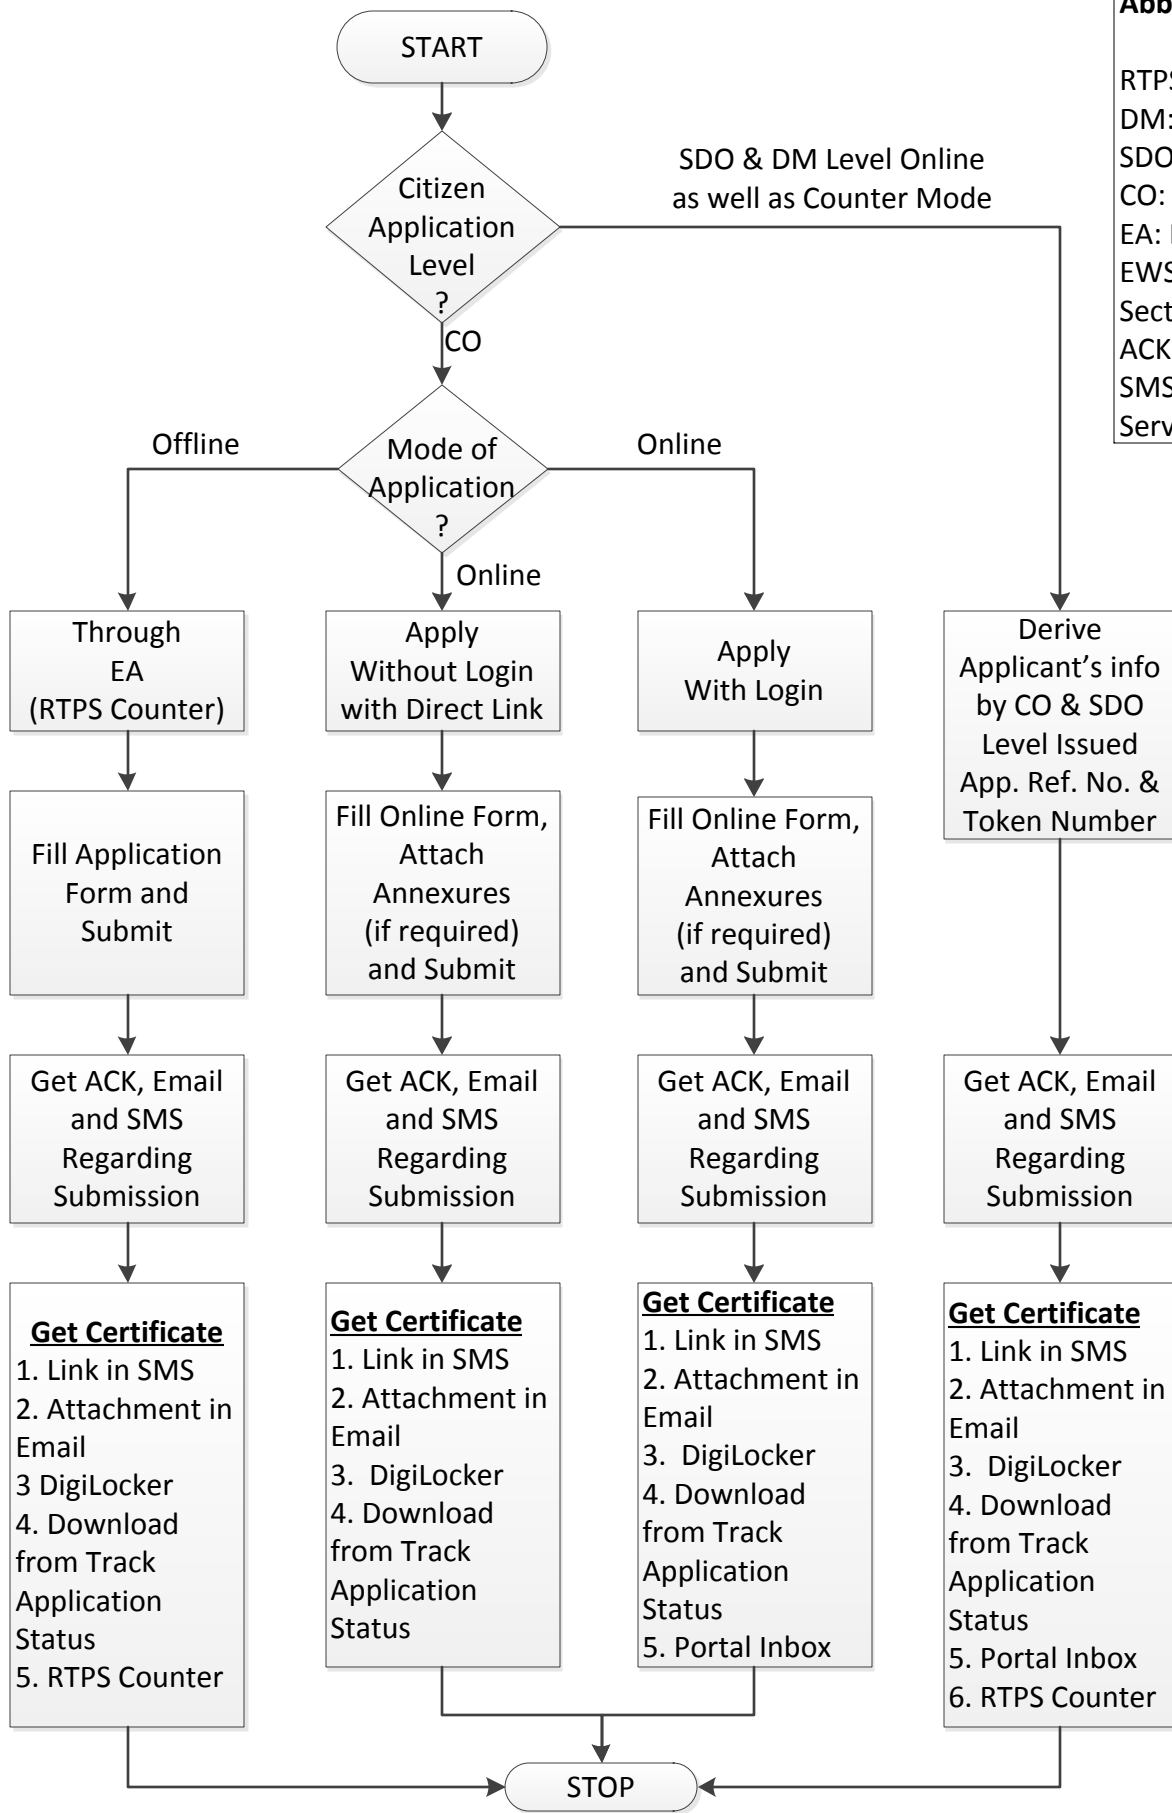 START
Citizen
Application
Level
?
SDO & DM Level Online
as well as Counter Mode
DM:
CO:
EA:
ACK
SMS
CO
Mode of
Application
?
Offline
Online
Online
Through
EA
(RTPS Counter)
Apply
Without Login
with Direct Link
Apply
With Login
Derive
Applicant’s info
by CO & SDO
Level Issued
App. Ref. No. &
Token Number
Fill Application
Form and
Submit
Fill Online Form,
Attach
Annexures
(if required)
and Submit
Fill Online Form,
Attach
Annexures
(if required)
and Submit
Get ACK, Email
and SMS
Regarding
Submission
Get ACK, Email
and SMS
Regarding
Submission
Get ACK, Email
and SMS
Regarding
Submission
Get ACK, Email
and SMS
Regarding
Submission
Get Certificate
1. Link in SMS
2. Attachment in
Email
3 DigiLocker
4. Download
from Track
Application
Status
5. RTPS Counter
Get Certificate
1. Link in SMS
2. Attachment in
Email
3. DigiLocker
4. Download
from Track
Application
Status
Get Certificate
1. Link in SMS
2. Attachment in
Email
3. DigiLocker
4. Download
from Track
Application
Status
5. Portal Inbox
Get Certificate
1. Link in SMS
2. Attachment in
Email
3. DigiLocker
4. Download
from Track
Application
Status
5. Portal Inbox
6. RTPS Counter
STOP